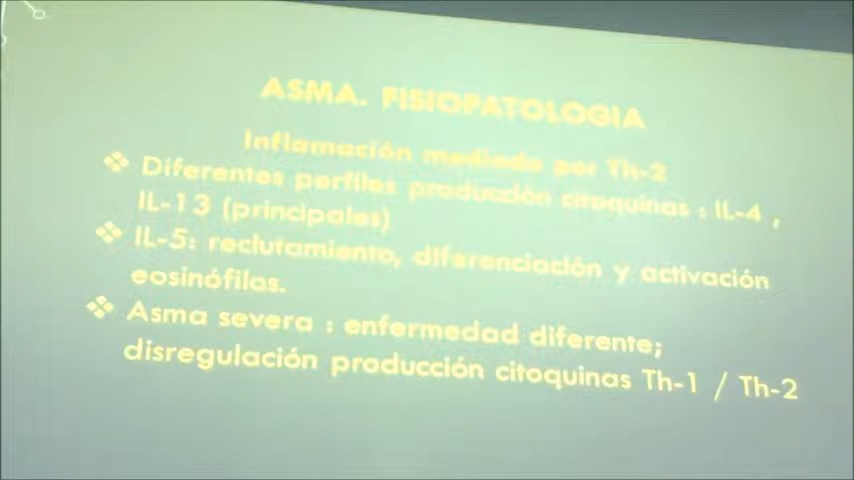 ASMA. FISIOPATOLOGIA
Inflamación mediada por Th-2
❖ Diferentes perfiles producción citoquinas : IL-4 ,
IL-13 (principales)
❖ IL-5: reclutamiento, diferenciación y activación
eosinófilas.
❖ Asma severa : enfermedad diferente;
disregulación producción citoquinas Th-1 / Th-2